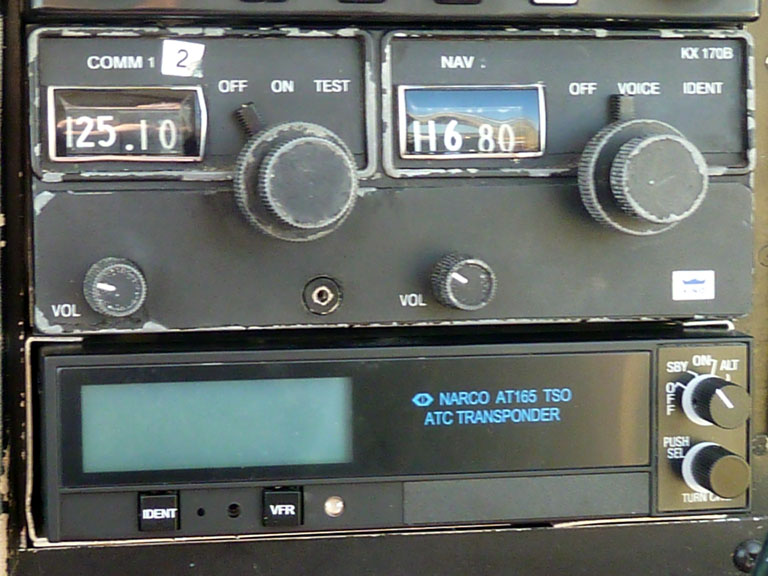 COMM 1 2
NAV
KX 170B
OFF ON TEST
OFF VOICE IDENT
125.10
116.80
VOL
VOL
NARCO AT165 TSO
ATC TRANSPONDER
SBY ON ALT
OFF
PUSH
SEL
TURN
IDENT
VFR